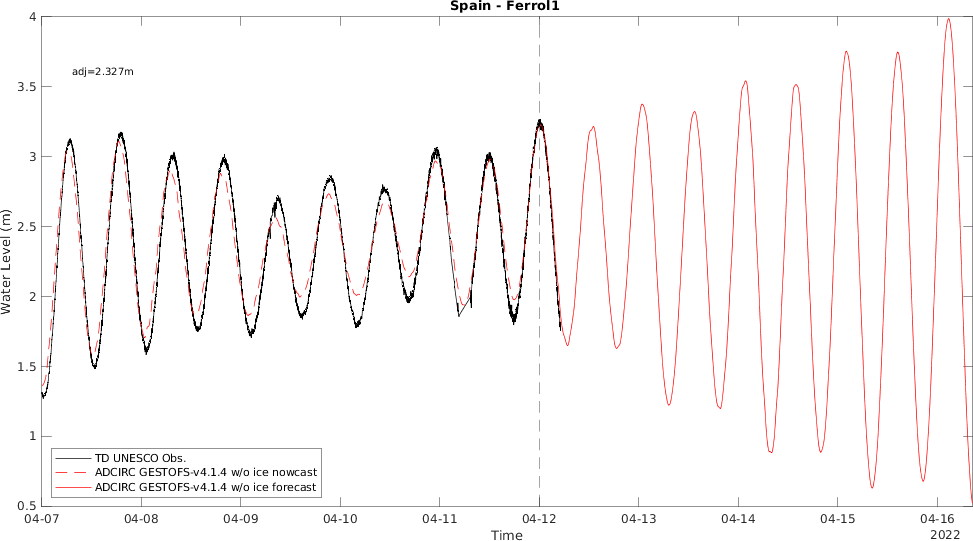 Spain - Ferrol1
adj=2.327m
4
3.5
3
2.5
2
1.5
1
0.5
Water Level (m)
TD UNESCO Obs.
ADCIRC GESTOFS-v4.1.4 w/o ice nowcast
ADCIRC GESTOFS-v4.1.4 w/o ice forecast
04-07 04-08 04-09 04-10 04-11 04-12 04-13 04-14 04-15 04-16
Time
2022